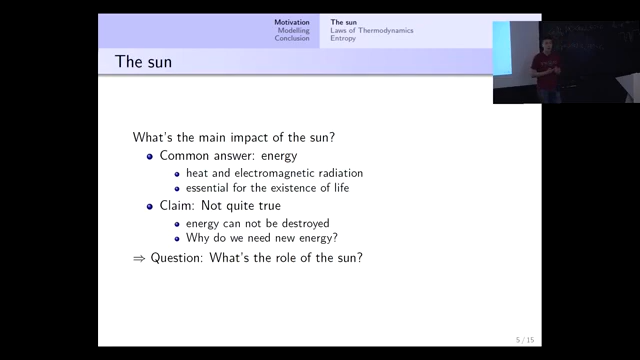 Motivation
Modelling
Conclusion
The sun
Laws of Thermodynamics
Entropy
The sun
What's the main impact of the sun?
Common answer: energy
heat and electromagnetic radiation
essential for the existence of life
Claim: Not quite true
energy can not be destroyed
Why do we need new energy?
⇒ Question: What's the role of the sun?
5 / 15